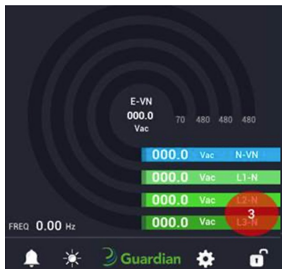 E-VN
000.0
Vac
70 480 480 480
000.0 Vac N-VN
000.0 Vac L1-N
000.0 Vac L2-N
3
000.0 Vac L3-N
FREQ 0.00 Hz
Guardian